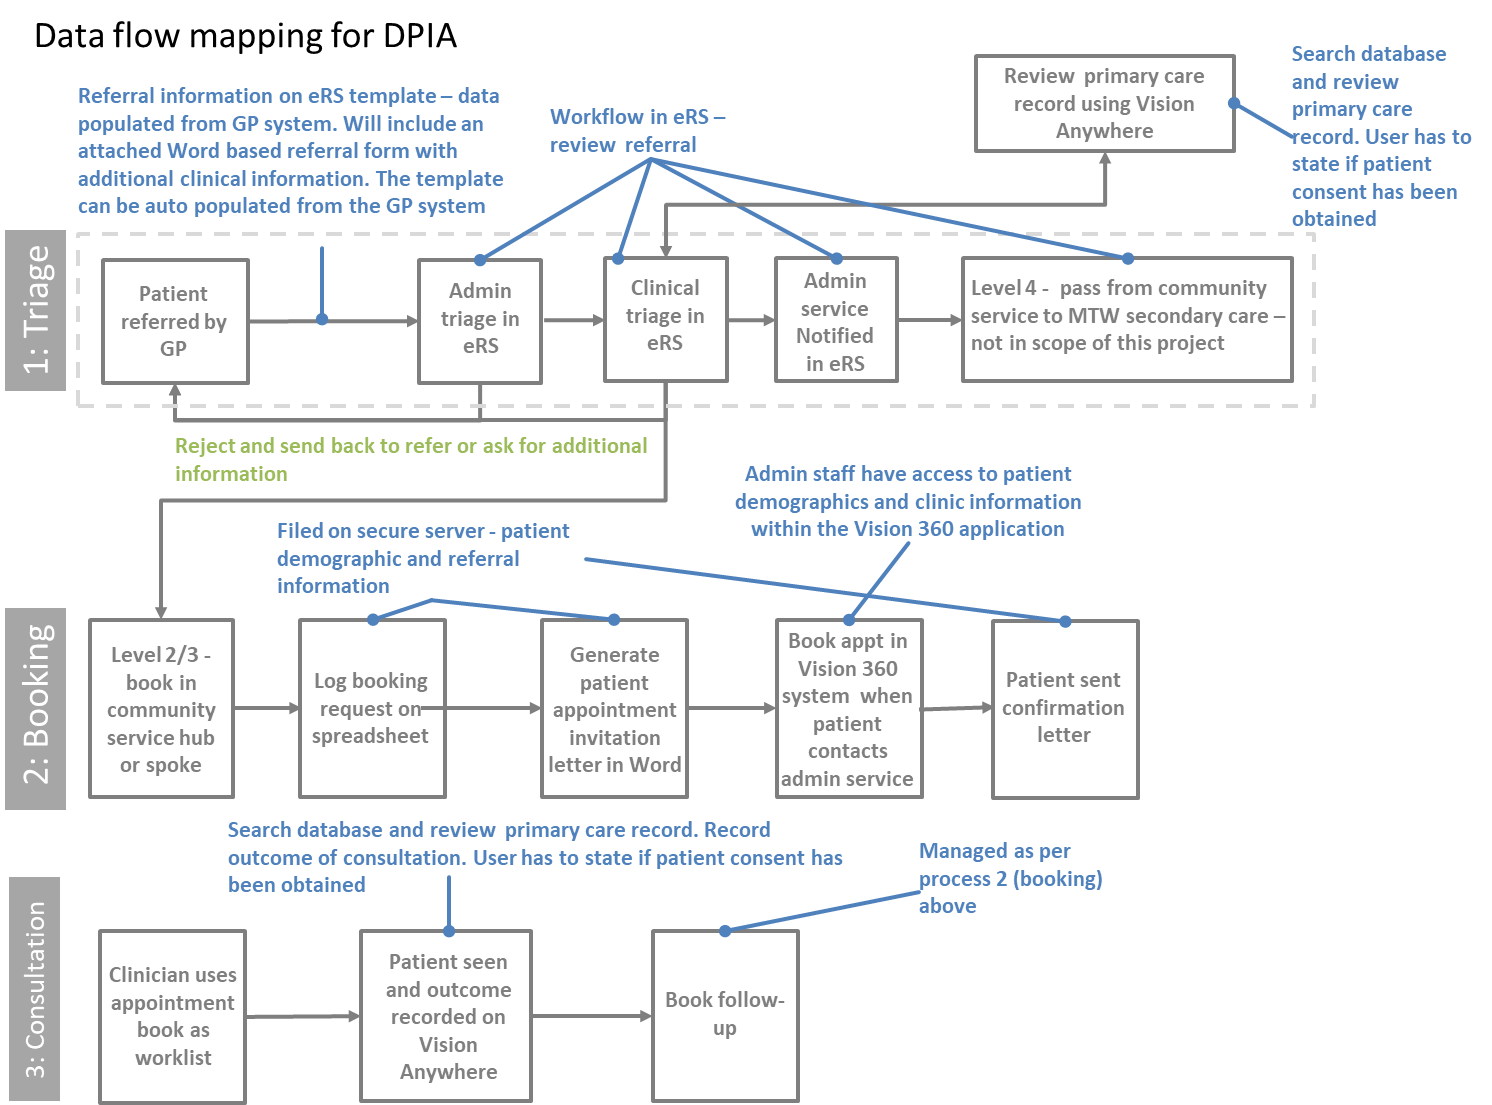 Data flow mapping for DPIA
Referral information on eRS template – data
populated from GP system. Will include an
attached Word based referral form with
additional clinical information. The template
can be auto populated from the GP system
Workflow in eRS –
review referral
Review primary care
record using Vision
Anywhere
Search database
and review
primary care
record. User has to
state if patient
consent has been
obtained
1: Triage
Patient
referred by
GP
Admin
triage in
eRS
Clinical
triage in
eRS
Admin
service
Notified
in eRS
Level 4 - pass from community
service to MTW secondary care –
not in scope of this project
Reject and send back to refer or ask for additional
information
Admin staff have access to patient
demographics and clinic information
within the Vision 360 application
Filed on secure server - patient
demographic and referral
information
2: Booking
Level 2/3 -
book in
community
service hub
or spoke
Log booking
request on
spreadsheet
Generate
patient
appointment
invitation
letter in Word
Book appt in
Vision 360
system when
patient
contacts
admin service
Patient sent
confirmation
letter
Search database and review primary care record. Record
outcome of consultation. User has to state if patient consent has
been obtained
Managed as per
process 2 (booking)
above
3: Consultation
Clinician uses
appointment
book as
worklist
Patient seen
and outcome
recorded on
Vision
Anywhere
Book follow-
up